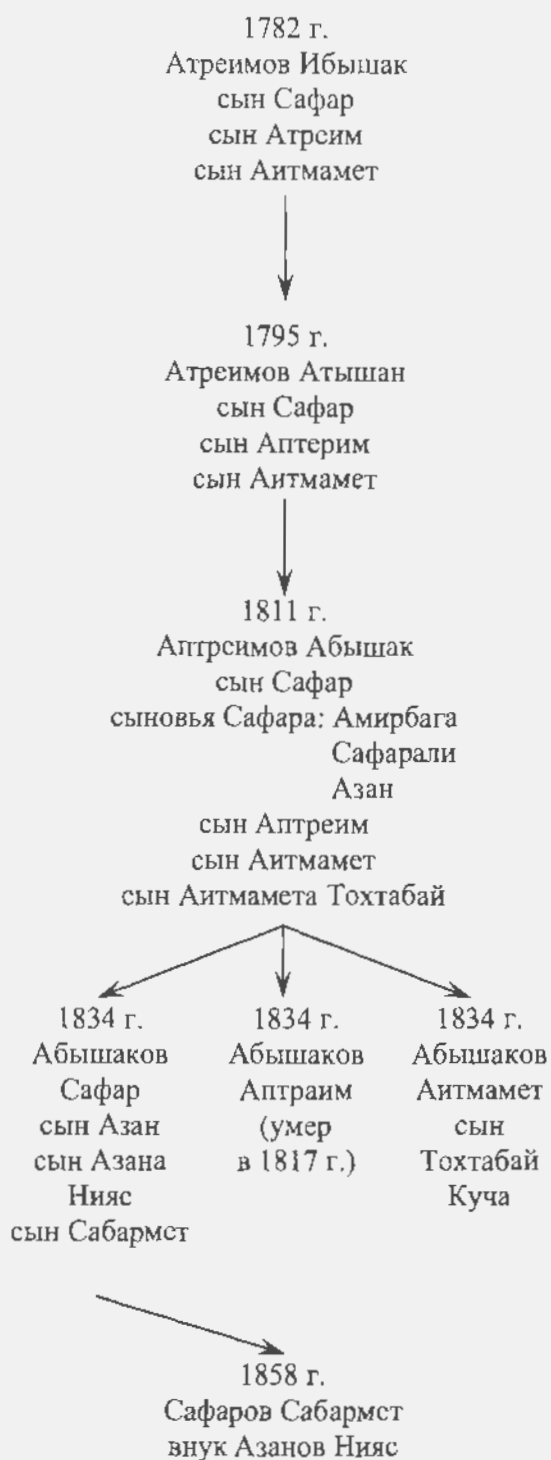 1782 г.
Атреимов Ибышак
сын Сафар
сын Атреим
сын Аитмамет
1795 г.
Атреимов Атышан
сын Сафар
сын Аптерим
сын Аитмамет
1811 г.
Аптреимов Абышак
сын Сафар
сыновья Сафара: Амирбага
Сафарали
Азан
сын Аптреим
сын Аитмамет
сын Аитмамета Тохтабай
1834 г.
Абышаков
Сафар
сын Азан
сын Азана
Нияс
сын Сабармет
1834 г.
Абышаков
Аптраим
(умер
в 1817 г.)
1834 г.
Абышаков
Аитмамет
сын
Тохтабай
Куча
1858 г.
Сафаров Сабармет
внук Азанов Нияс